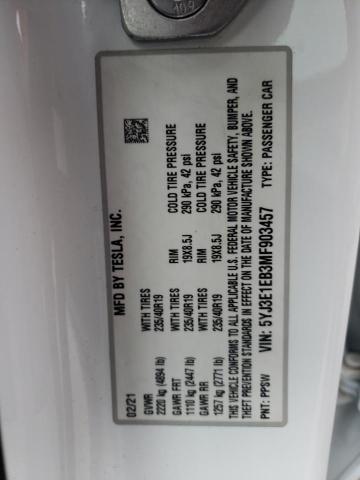 MFD BY TESLA, INC.
02/21
GVWR
2220 kg (4894 lb)
GAWR FRT WITH TIRES RIM COLD TIRE PRESSURE
1110 kg (2447 lb) 235/40R19 19X8.5J 290 kPa, 42 psi
GAWR RR WITH TIRES RIM COLD TIRE PRESSURE
1257 kg (2771 lb) 235/40R19 19X8.5J 290 kPa, 42 psi
THIS VEHICLE CONFORMS TO ALL APPLICABLE U.S. FEDERAL MOTOR VEHICLE SAFETY, BUMPER, AND
THEFT PREVENTION STANDARDS IN EFFECT ON THE DATE OF MANUFACTURE SHOWN ABOVE.
VIN: 5YJ3E1EB3MF903457
PNT: PPSW TYPE: PASSENGER CAR